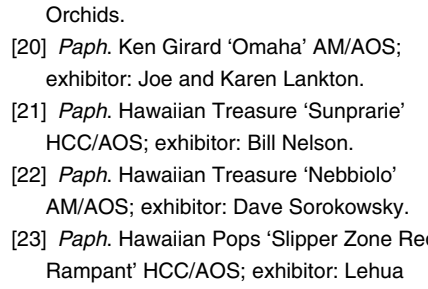 Orchids.
[20] Paph. Ken Girard ‘Omaha’ AM/AOS;
exhibitor: Joe and Karen Lankton.
[21] Paph. Hawaiian Treasure ‘Sunprarie’
HCC/AOS; exhibitor: Bill Nelson.
[22] Paph. Hawaiian Treasure ‘Nebbiolo’
AM/AOS; exhibitor: Dave Sorokowsky.
[23] Paph. Hawaiian Pops ‘Slipper Zone
Rampant’ HCC/AOS; exhibitor: Lehua